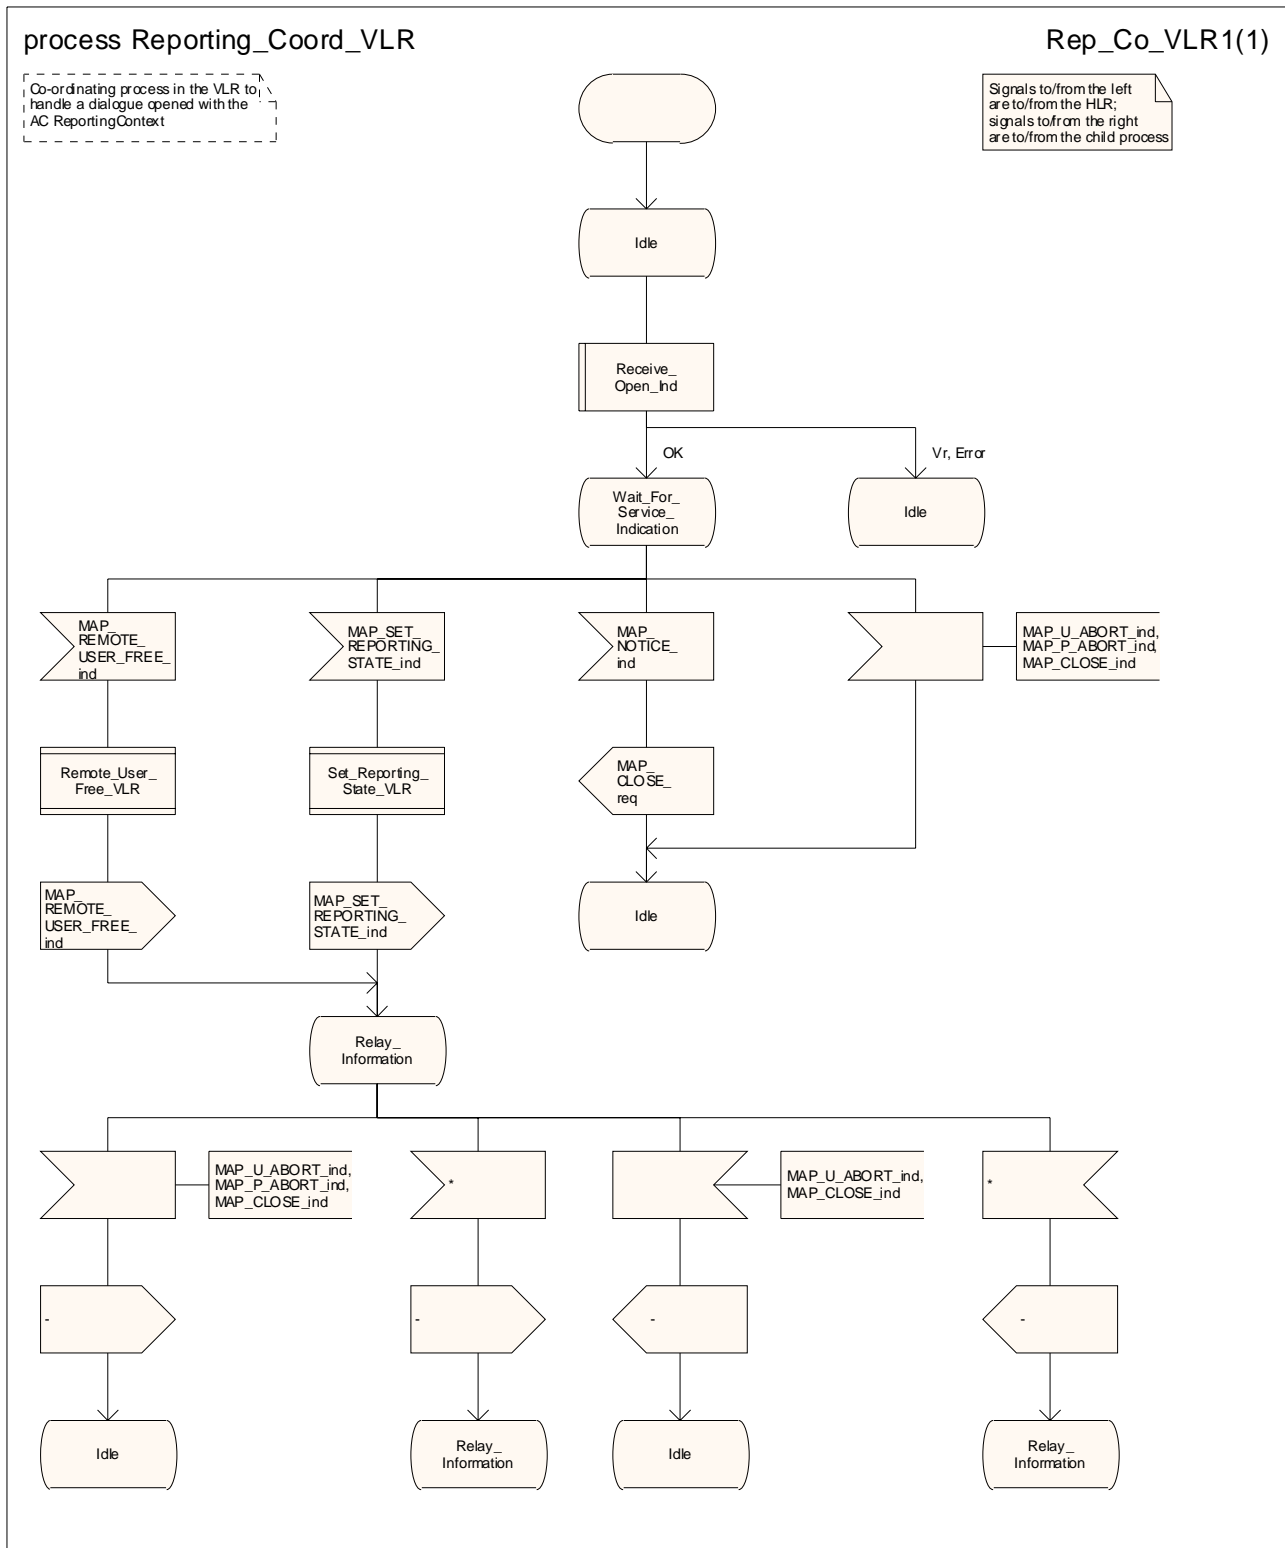 process Reporting_Coord_VLR
Rep_Co_VLR1(1)
Co-ordinating process in the VLR to
handle a dialogue opened with the
AC ReportingContext
Signals to/from the left
are to/from the HLR;
signals to/from the right
are to/from the child process
Idle
Receive_
Open_Ind
OK
Vr, Error
Wait_For_
Service_
Indication
Idle
MAP_
REMOTE_
USER_FREE_
ind
MAP_SET_
REPORTING_
STATE_ind
MAP_
NOTICE_
ind
MAP_U_ABORT_ind,
MAP_P_ABORT_ind,
MAP_CLOSE_ind
Remote_User_
Free_VLR
Set_Reporting_
State_VLR
MAP_
CLOSE_
req
MAP_
REMOTE_
USER_FREE_
ind
MAP_SET_
REPORTING_
STATE_ind
Idle
Relay_
Information
MAP_U_ABORT_ind,
MAP_P_ABORT_ind,
MAP_CLOSE_ind
*
MAP_U_ABORT_ind,
MAP_CLOSE_ind
*
-
-
-
-
Idle
Relay_
Information
Idle
Relay_
Information